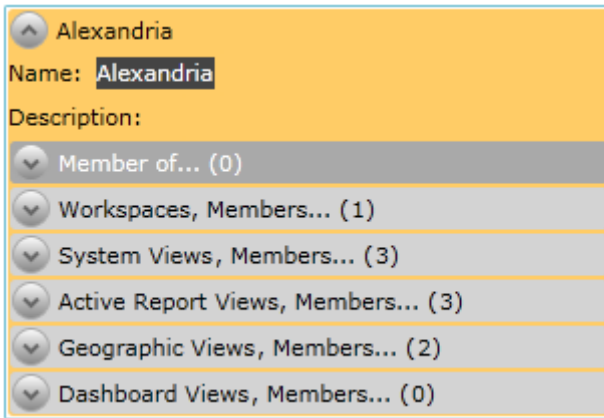 Alexandria
Name: Alexandria
Description:
Member of... (0)
Workspaces, Members... (1)
System Views, Members... (3)
Active Report Views, Members... (3)
Geographic Views, Members... (2)
Dashboard Views, Members... (0)